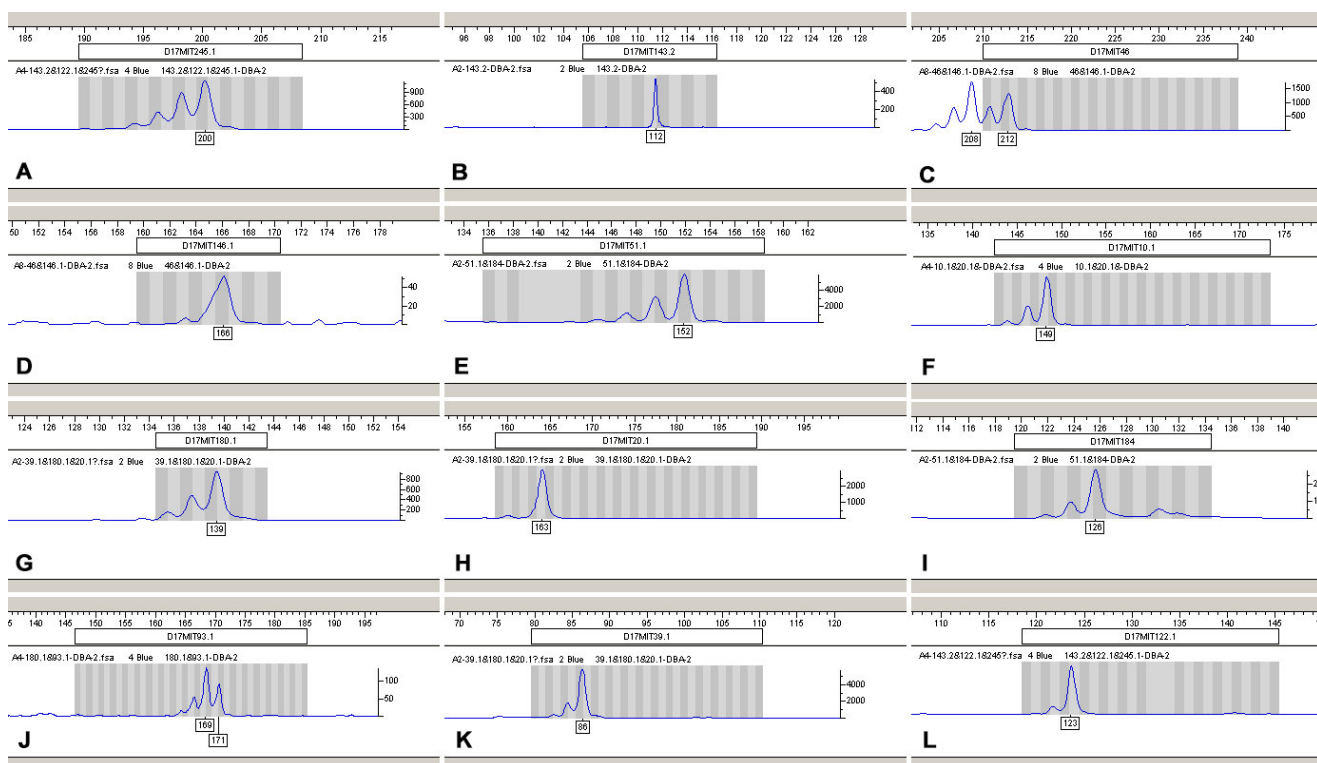 185 190 195 200 205 210 215
D17MIT245.1
A4-143.2&122.1&245?.fsa 4 Blue 143.2&122.1&245.1-DBA-2
900
600
300
200
A
96 98 100 102 104 106 108 110 112 114 116 118 120 122 124 126 128
D17MIT143.2
A2-143.2-DBA-2.fsa 2 Blue 143.2-DBA-2
400
200
112
B
205 210 215 220 225 230 235 240
D17MIT46
A8-46&146.1-DBA-2.fsa 8 Blue 46&146.1-DBA-2
1500
1000
500
208 212
C
50 152 154 156 158 160 162 164 166 168 170 172 174 176 178
D17MIT146.1
A8-46&146.1-DBA-2.fsa 8 Blue 46&146.1-DBA-2
40
20
166
D
134 136 138 140 142 144 146 148 150 152 154 156 158 160 162
D17MIT51.1
A2-51.1&184-DBA-2.fsa 2 Blue 51.1&184-DBA-2
4000
2000
152
E
135 140 145 150 155 160 165 170 175
D17MIT10.1
A4-10.1&20.1&-DBA-2.fsa 4 Blue 10.1&20.1&-DBA-2
149
F
124 126 128 130 132 134 136 138 140 142 144 146 148 150 152 154
D17MIT180.1
A2-39.1&180.1&20.1?.fsa 2 Blue 39.1&180.1&20.1-DBA-2
800
600
400
200
139
G
155 160 165 170 175 180 185 190 195
D17MIT20.1
A2-39.1&180.1&20.1?.fsa 2 Blue 39.1&180.1&20.1-DBA-2
2000
0
163
H
112 114 116 118 120 122 124 126 128 130 132 134 136 138 140
D17MIT184
A2-51.1&184-DBA-2.fsa 2 Blue 51.1&184-DBA-2
126
I
140 145 150 155 160 165 170 175 180 185 190 195
D17MIT93.1
A4-180.1&93.1-DBA-2.fsa 4 Blue 180.1&93.1-DBA-2
100
50
169
171
J
70 75 80 85 90 95 100 105 110 115 120
D17MIT39.1
A2-39.1&180.1&20.1?.fsa 2 Blue 39.1&180.1&20.1-DBA-2
4000
2000
86
K
110 115 120 125 130 135 140 145
D17MIT122.1
A4-143.2&122.1&245?.fsa 4 Blue 143.2&122.1&245.1-DBA-2
123
L